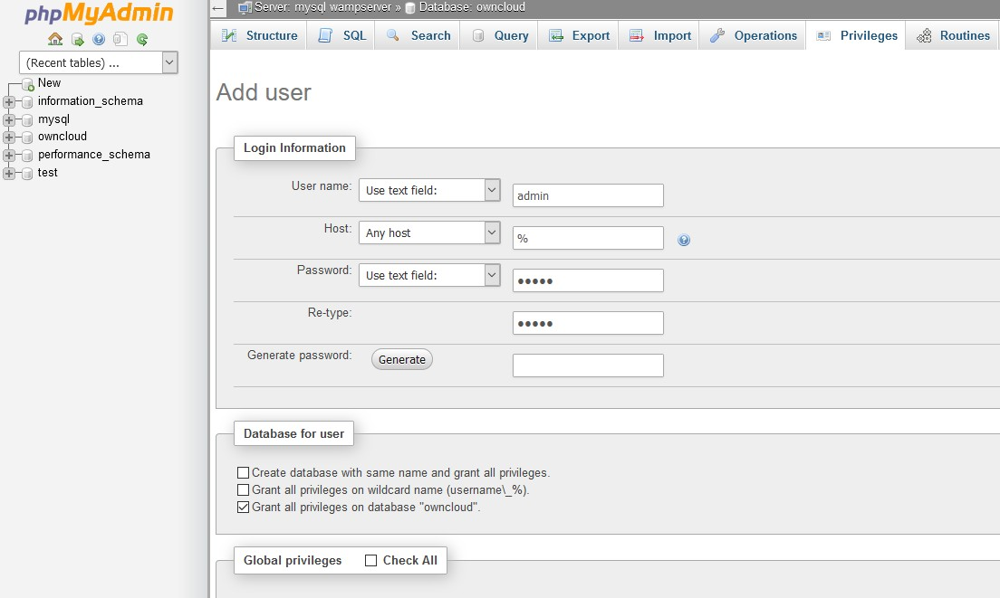 phpMyAdmin
(Recent tables) ...
New
information_schema
mysql
owncloud
performance_schema
test
Server: mysql wampserver » Database: owncloud
Structure SQL Search Query Export Import Operations Privileges Routines
Add user
Login Information
User name: Use text field: admin
Host: Any host %
Password: Use text field: •••••
Re-type: •••••
Generate password: Generate
Database for user
Create database with same name and grant all privileges.
Grant all privileges on wildcard name (username\_%).
Grant all privileges on database "owncloud".
Global privileges Check All